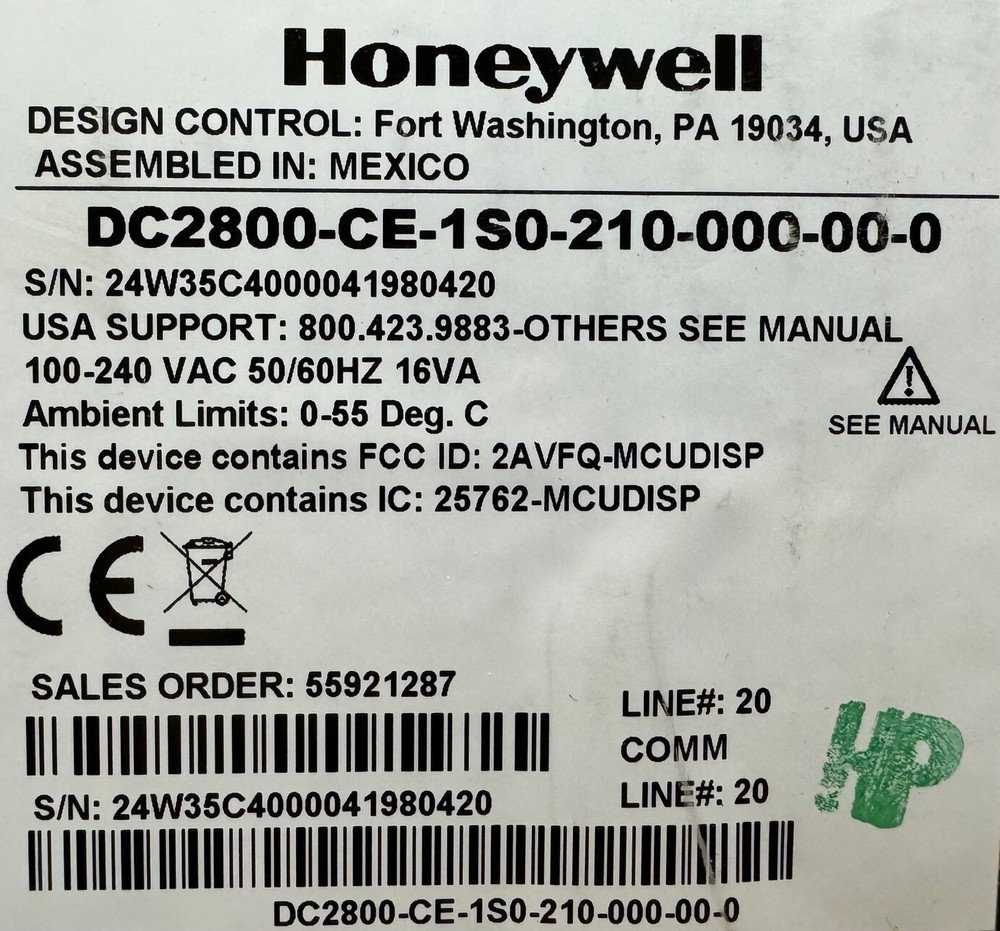 Honeywell
DESIGN CONTROL: Fort Washington, PA 19034, USA
ASSEMBLED IN: MEXICO
DC2800-CE-1S0-210-000-00-0
S/N: 24W35C4000041980420
USA SUPPORT: 800.423.9883-OTHERS SEE MANUAL
100-240 VAC 50/60HZ 16VA
Ambient Limits: 0-55 Deg. C
SEE MANUAL
This device contains FCC ID: 2AVFQ-MCUDISP
This device contains IC: 25762-MCUDISP
CE
SALES ORDER: 55921287
LINE#: 20
COMM
LINE#: 20
HP
S/N: 24W35C4000041980420
DC2800-CE-1S0-210-000-00-0